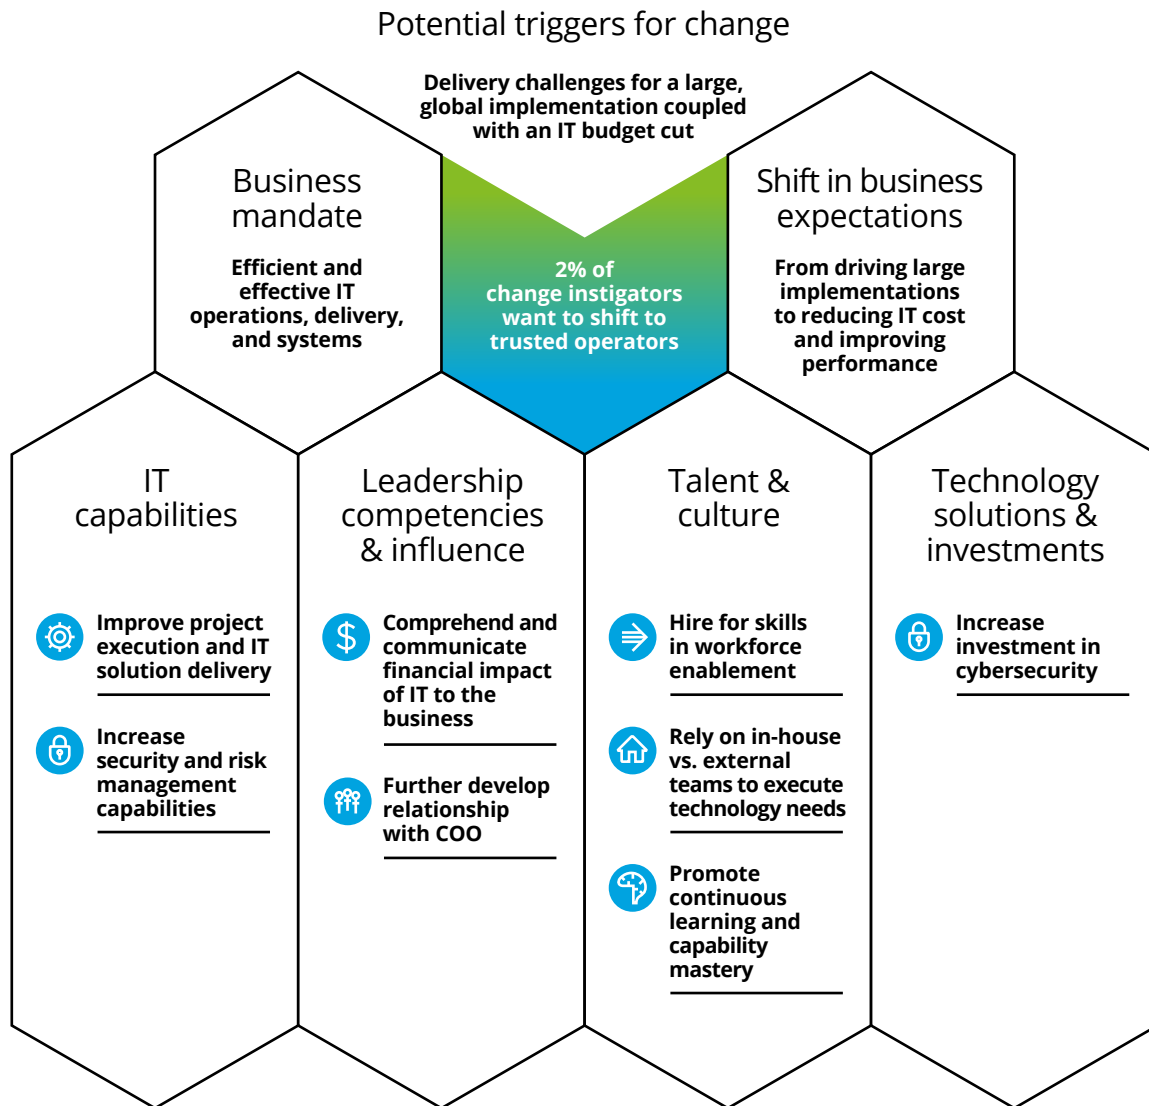 Potential triggers for change
Delivery challenges for a large,
global implementation coupled
with an IT budget cut
Business
mandate
Efficient and
effective IT
operations, delivery,
and systems
2% of
change instigators
want to shift to
trusted operators
Shift in business
expectations
From driving large
implementations
to reducing IT cost
and improving
performance
IT
capabilities
Improve project
execution and IT
solution delivery
Increase
security and risk
management
capabilities
Leadership
competencies
& influence
Comprehend and
communicate
financial impact
of IT to the
business
Further develop
relationship
with COO
Talent &
culture
Hire for skills
in workforce
enablement
Rely on in-house
vs. external
teams to execute
technology needs
Promote
continuous
learning and
capability
mastery
Technology
solutions &
investments
Increase
investment in
cybersecurity